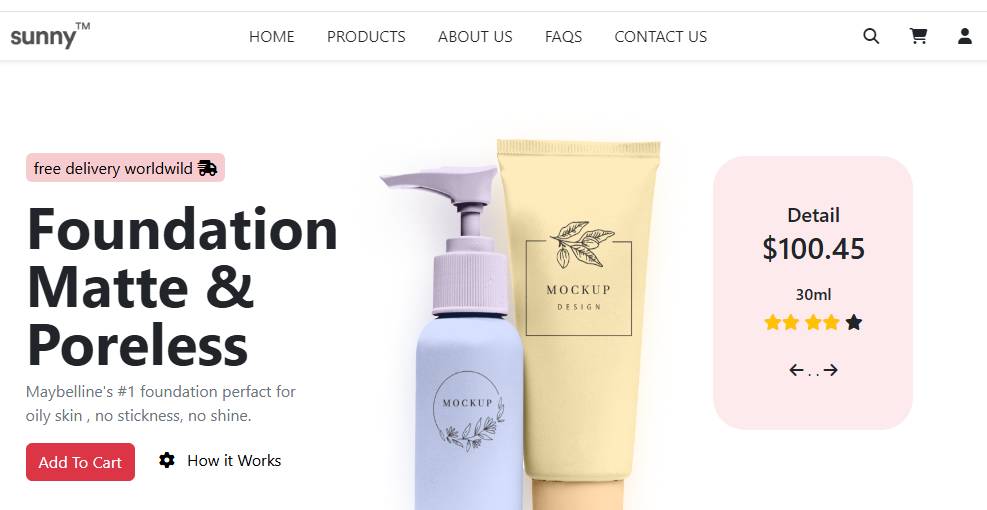 sunny™
HOME PRODUCTS ABOUT US FAQS CONTACT US
free delivery worldwild
Foundation
Matte &
Poreless
Maybelline's #1 foundation perfact for
oily skin , no stickness, no shine.
Add To Cart How it Works
MOCKUP
DESIGN
MOCKUP
Detail
$100.45
30ml
← . . →